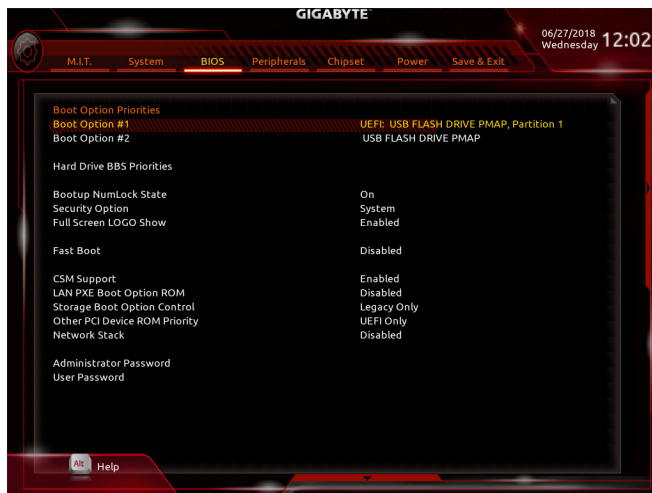 GIGABYTE™
06/27/2018
Wednesday 12:02
M.I.T. System BIOS Peripherals Chipset Power Save & Exit
Boot Option Priorities
Boot Option #1 UEFI: USB FLASH DRIVE PMAP, Partition 1
Boot Option #2 USB FLASH DRIVE PMAP
Hard Drive BBS Priorities
Bootup NumLock State On
Security Option System
Full Screen LOGO Show Enabled
Fast Boot Disabled
CSM Support Enabled
LAN PXE Boot Option ROM Disabled
Storage Boot Option Control Legacy Only
Other PCI Device ROM Priority UEFI Only
Network Stack Disabled
Administrator Password
User Password
Alt Help